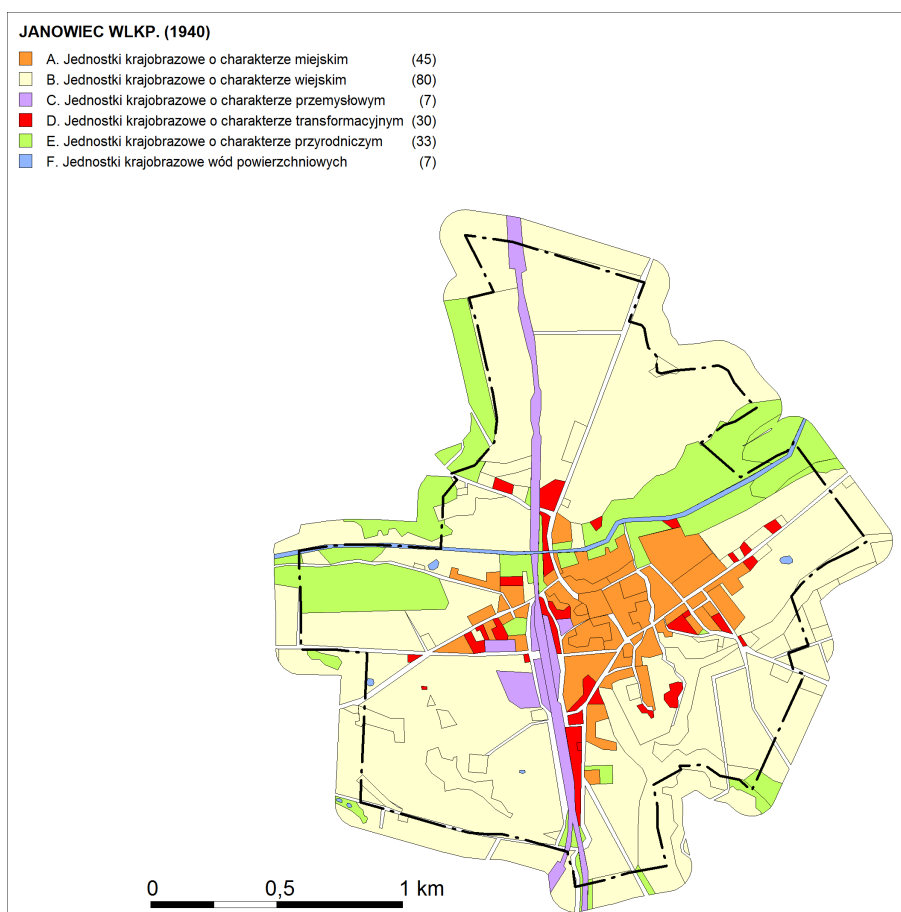 JANOWIEC WLKP. (1940)
A. Jednostki krajobrazowe o charakterze miejskim (45)
B. Jednostki krajobrazowe o charakterze wiejskim (80)
C. Jednostki krajobrazowe o charakterze przemysłowym (7)
D. Jednostki krajobrazowe o charakterze transformacyjnym (30)
E. Jednostki krajobrazowe o charakterze przyrodniczym (33)
F. Jednostki krajobrazowe wód powierzchniowych (7)
0 0,5 1 km